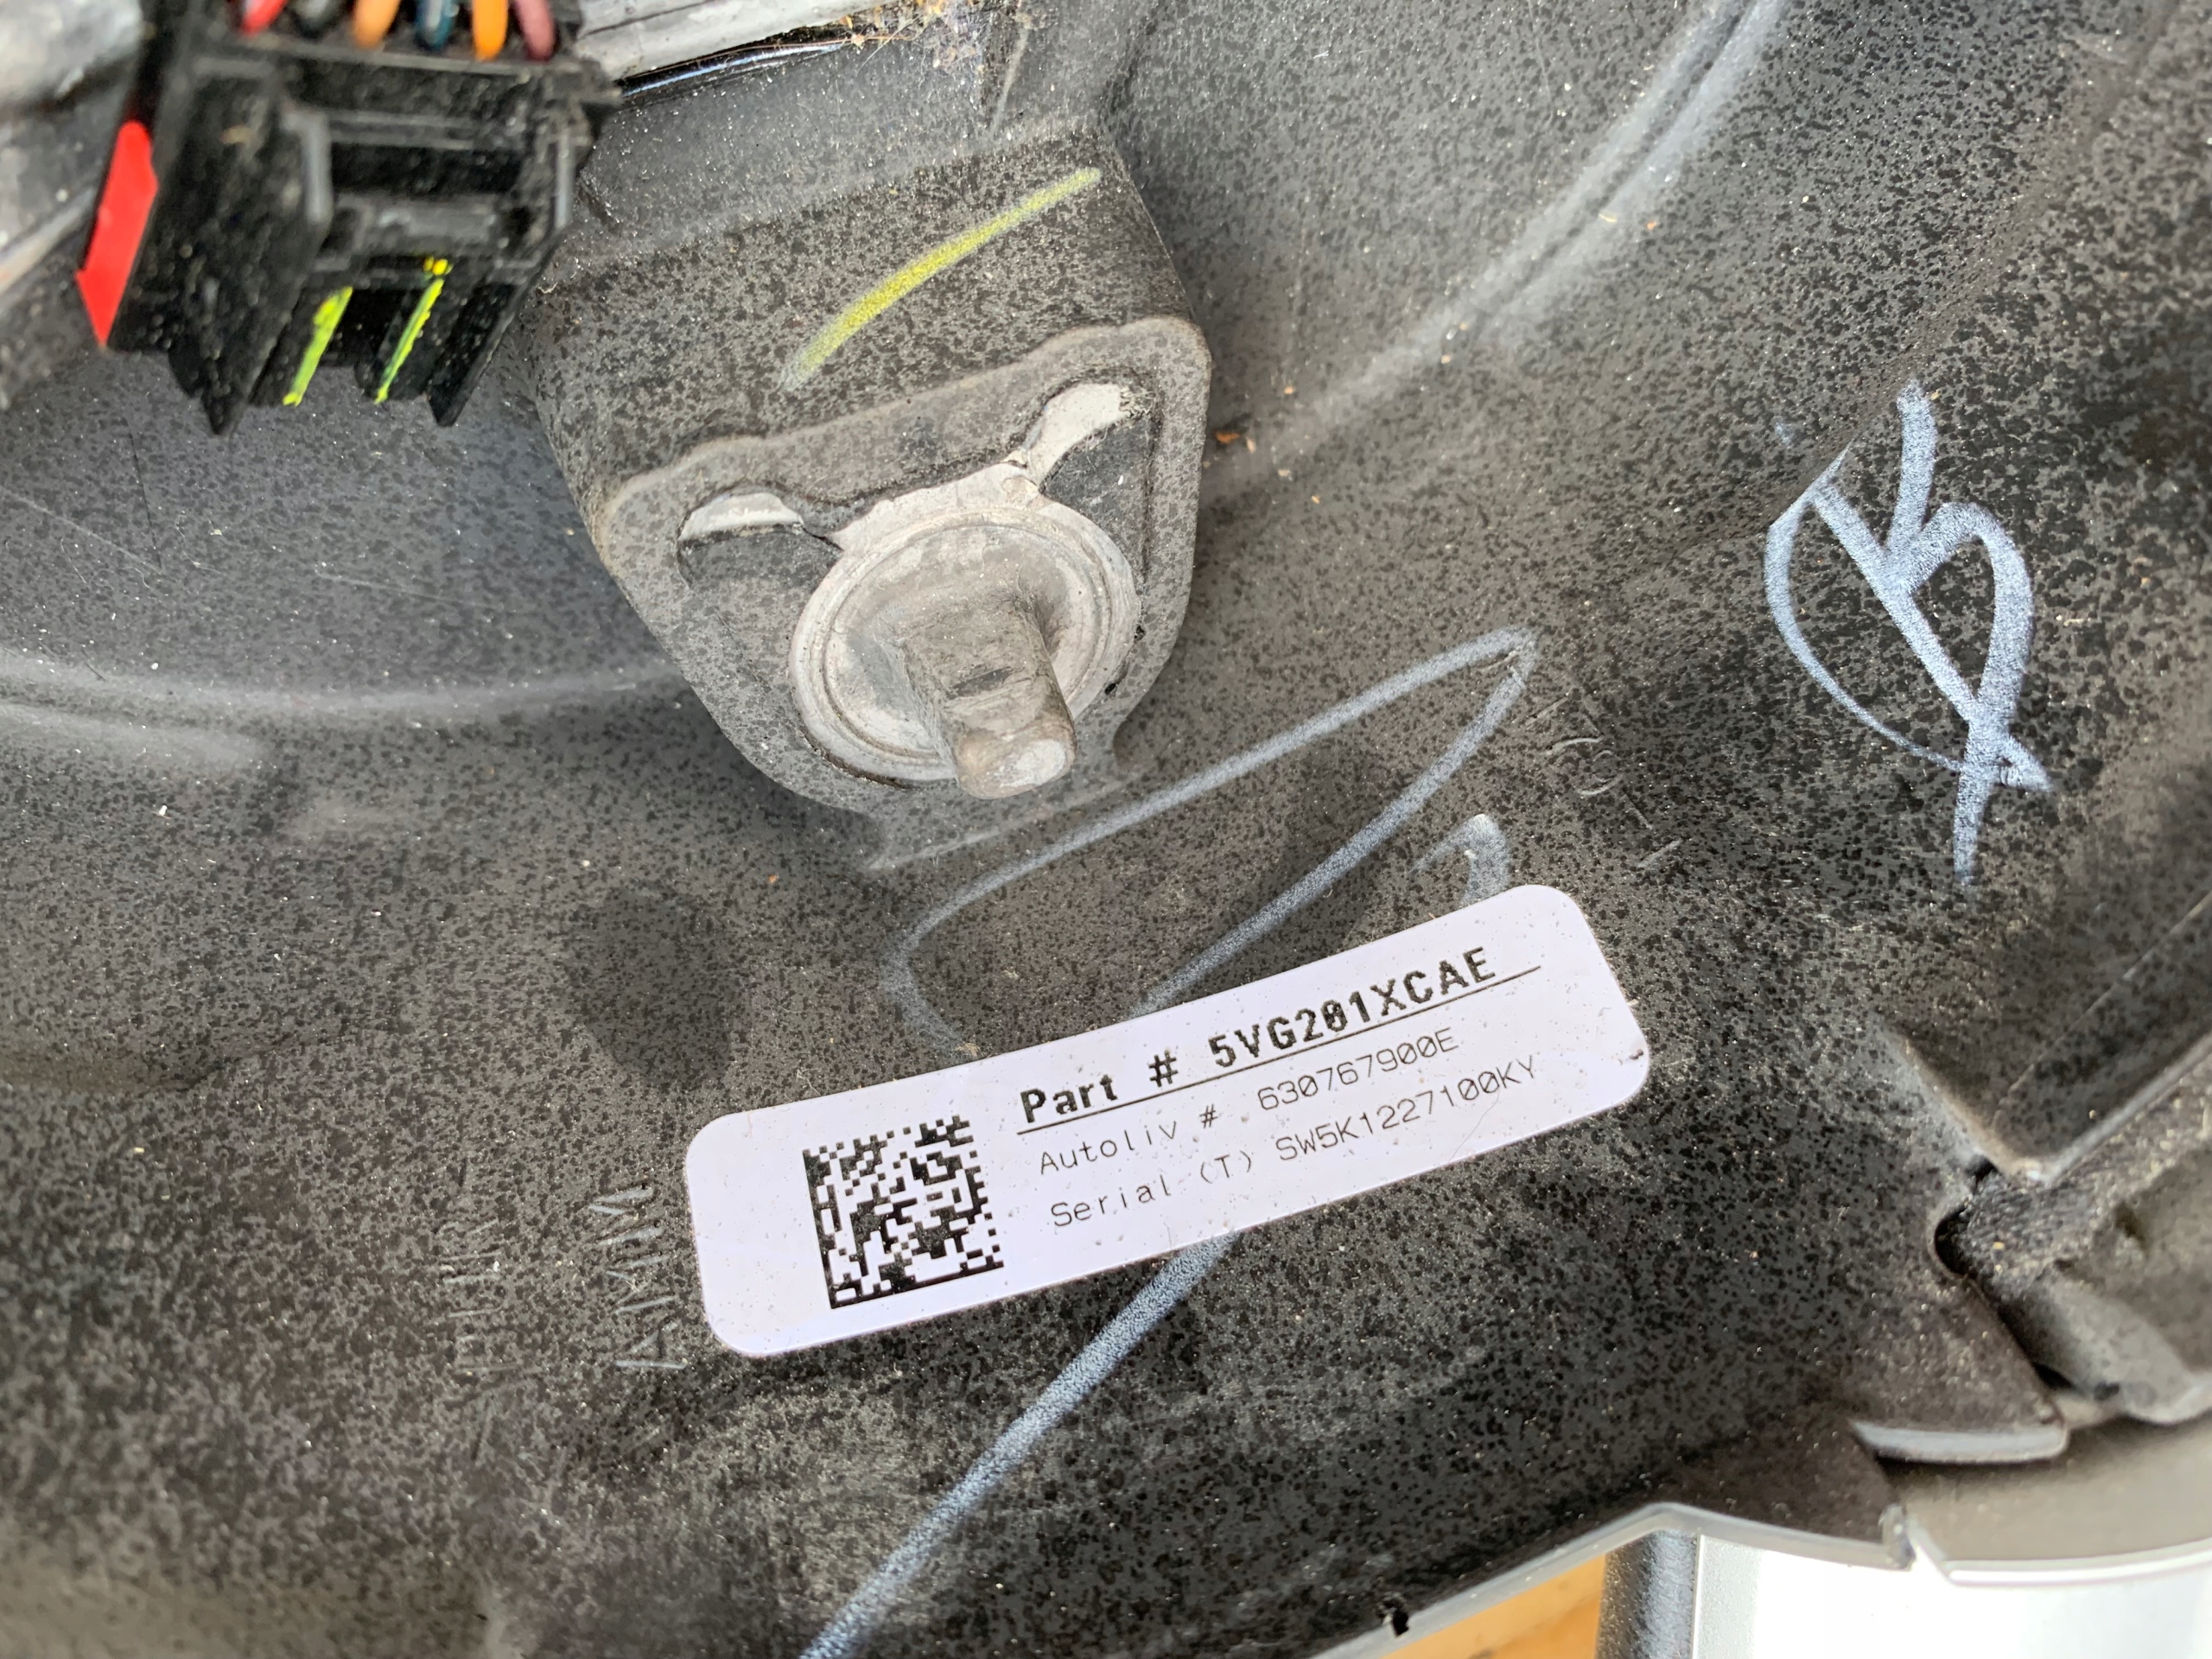 Part # 5VG201XCAE
Autoliv # 630767900E
Serial (T) SW5K1227100KY